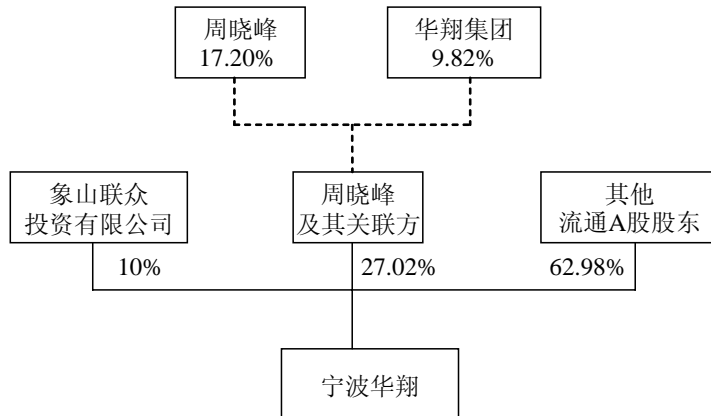 周晓峰
17.20%
华翔集团
9.82%
象山联众
投资有限公司
周晓峰
及其关联方
其他
流通A股股东
10%
27.02%
62.98%
宁波华翔